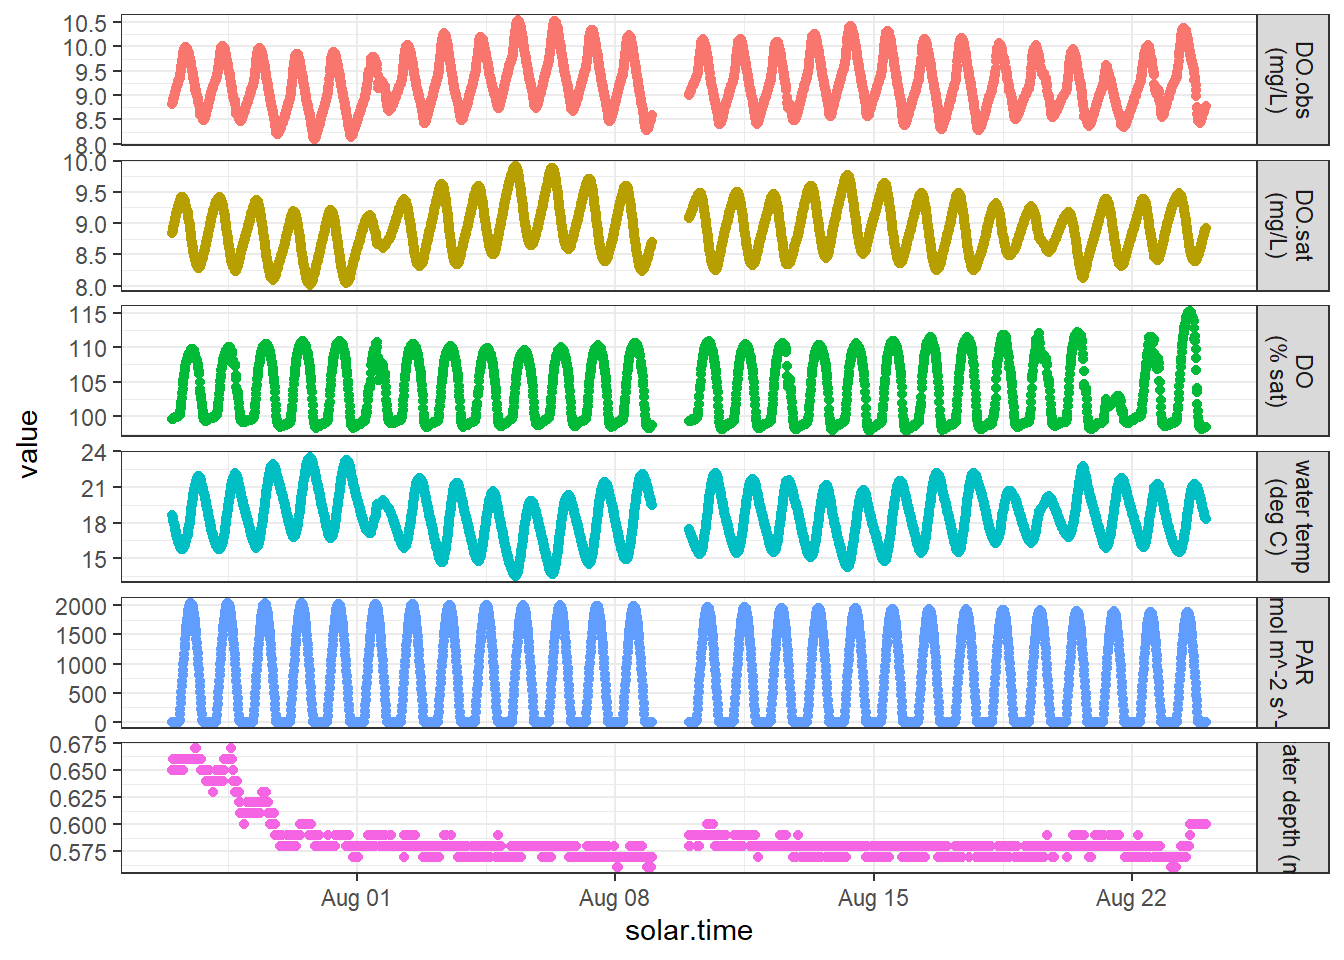 10.5
10.0
9.5
9.0
8.5
8.0
DO.obs
(mg/L)
10.0
9.5
9.0
8.5
8.0
DO.sat
(mg/L)
115
110
105
100
DO
(% sat)
24
21
18
15
water temp
(deg C)
2000
1500
1000
500
0
PAR
mol m^-2 s^-
0.675
0.650
0.625
0.600
0.575
ater depth (
value
Aug 01
Aug 08
Aug 15
Aug 22
solar.time